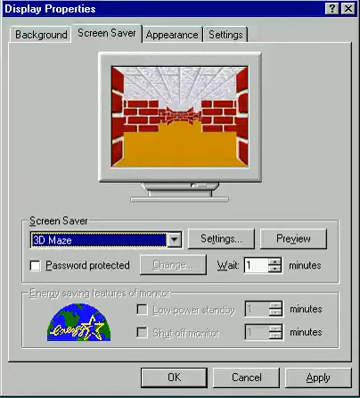 Display Properties
Background Screen Saver Appearance Settings
Screen Saver
3D Maze Settings... Preview
Password protected Change... Wait: 1 minutes
Energy saving features of monitor
energy
Low-power standby 1 minutes
Shut off monitor 1 minutes
OK Cancel Apply